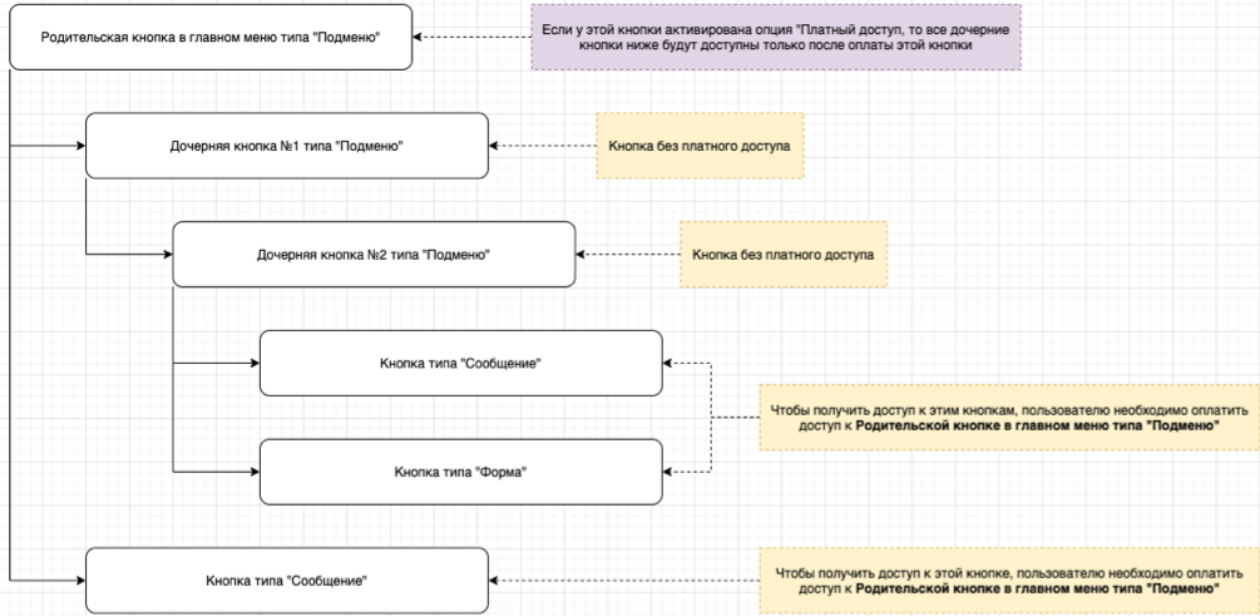 Родительская кнопка в главном меню типа "Подменю"
Если у этой кнопки активирована опция "Платный доступ, то все дочерние
кнопки ниже будут доступны только после оплаты этой кнопки
Дочерняя кнопка №1 типа "Подменю"
Кнопка без платного доступа
Дочерняя кнопка №2 типа "Подменю"
Кнопка без платного доступа
Кнопка типа "Сообщение"
Чтобы получить доступ к этим кнопкам, пользователю необходимо оплатить
доступ к Родительской кнопке в главном меню типа "Подменю"
Кнопка типа "Форма"
Кнопка типа "Сообщение"
Чтобы получить доступ к этой кнопке, пользователю необходимо оплатить
доступ к Родительской кнопке в главном меню типа "Подменю"